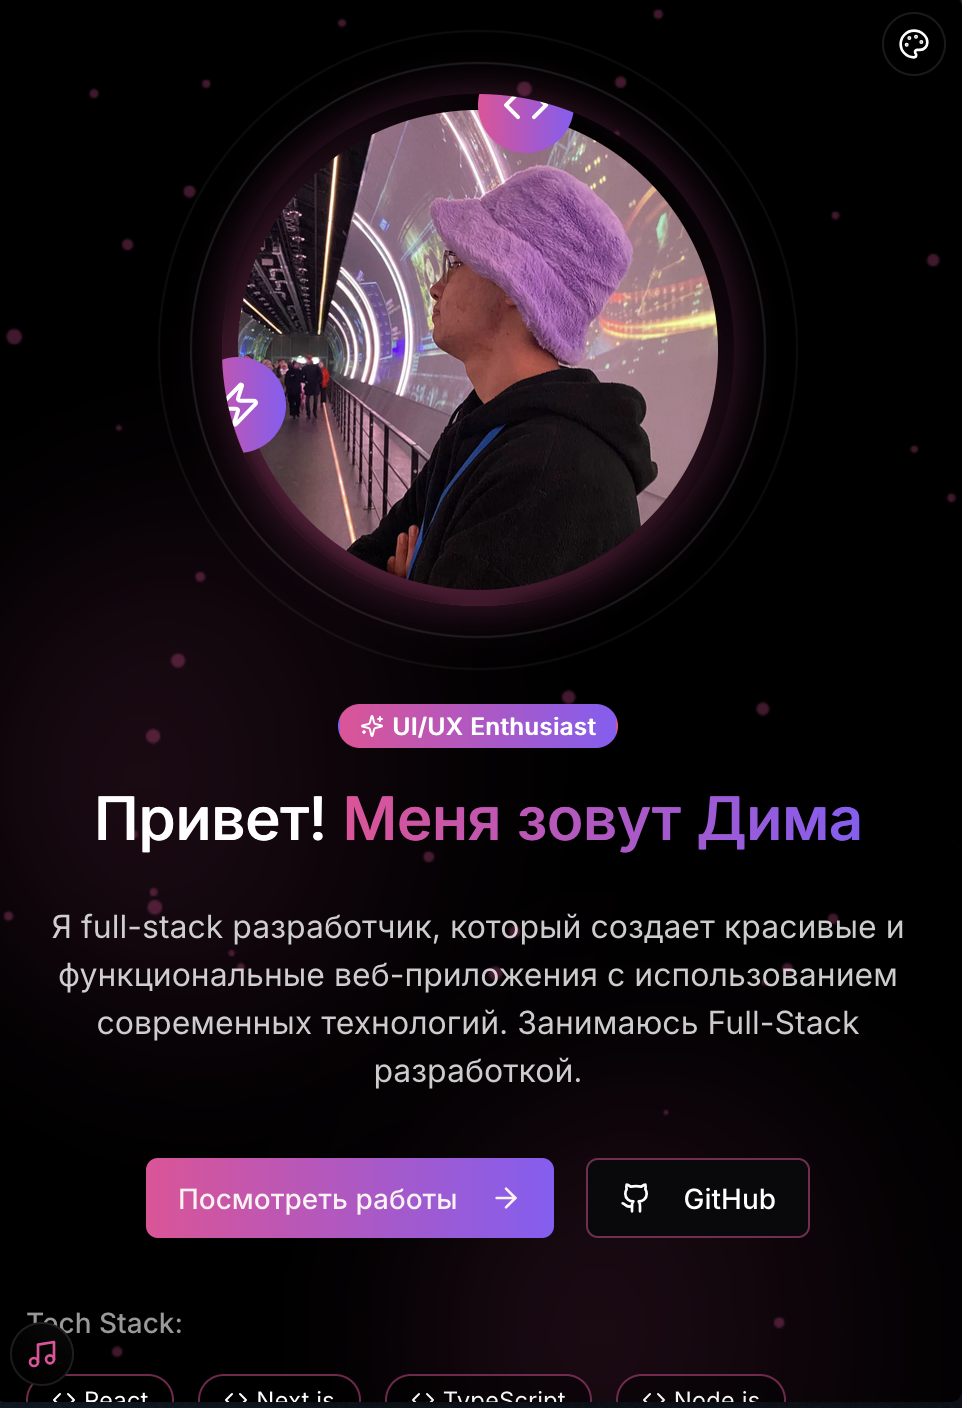 UI/UX Enthusiast
Привет! Меня зовут Дима
Я full-stack разработчик, который создает красивые и
функциональные веб-приложения с использованием
современных технологий. Занимаюсь Full-Stack
разработкой.
Посмотреть работы
GitHub
Tech Stack:
React Next.js TypeScript Node.js